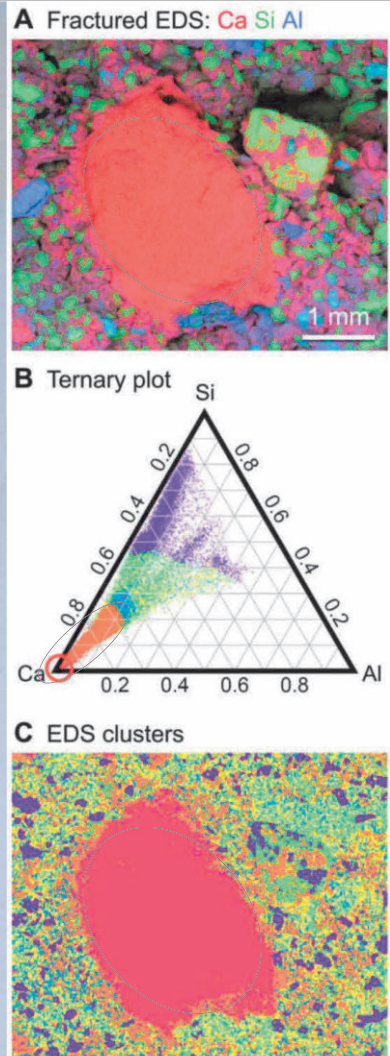 A Fractured EDS: Ca Si Al
1 mm
B Ternary plot
Si
0.2
0.8
0.4
0.6
0.6
0.4
0.8
0.2
Ca
Al
0.2 0.4 0.6 0.8
C EDS clusters